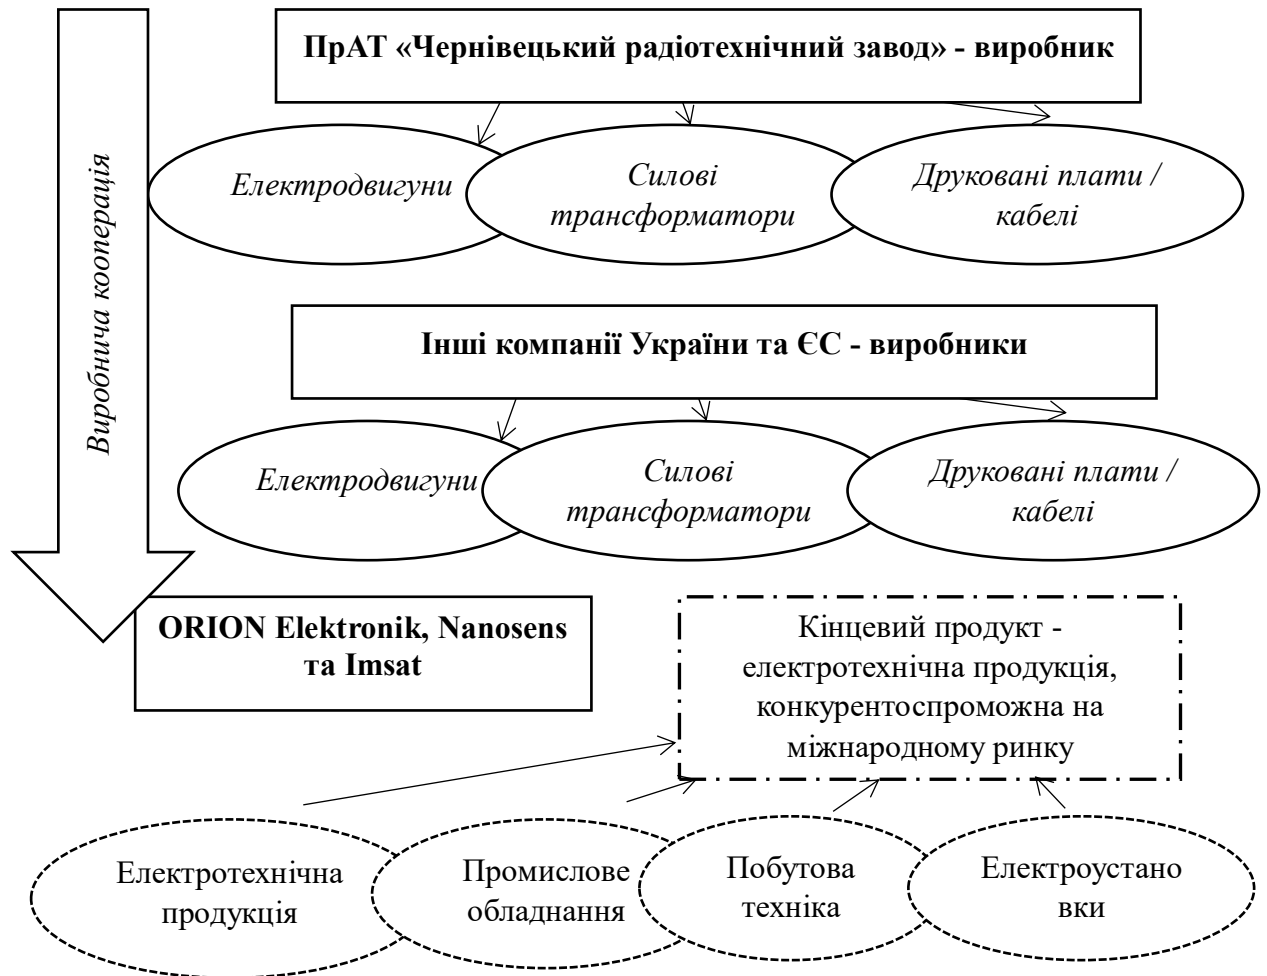 ПрАТ «Чернівецький радіотехнічний завод» - виробник
Виробнича кооперація
Електродвигуни
Силові
трансформатори
Друковані плати /
кабелі
Інші компанії України та ЄС - виробники
Електродвигуни
Силові
трансформатори
Друковані плати /
кабелі
ORION Elektronik, Nanosens
та Imsat
Кінцевий продукт -
електротехнічна продукція,
конкурентоспроможна на
міжнародному ринку
Електротехнічна
продукція
Промислове
обладнання
Побутова
техніка
Електроустано
вки